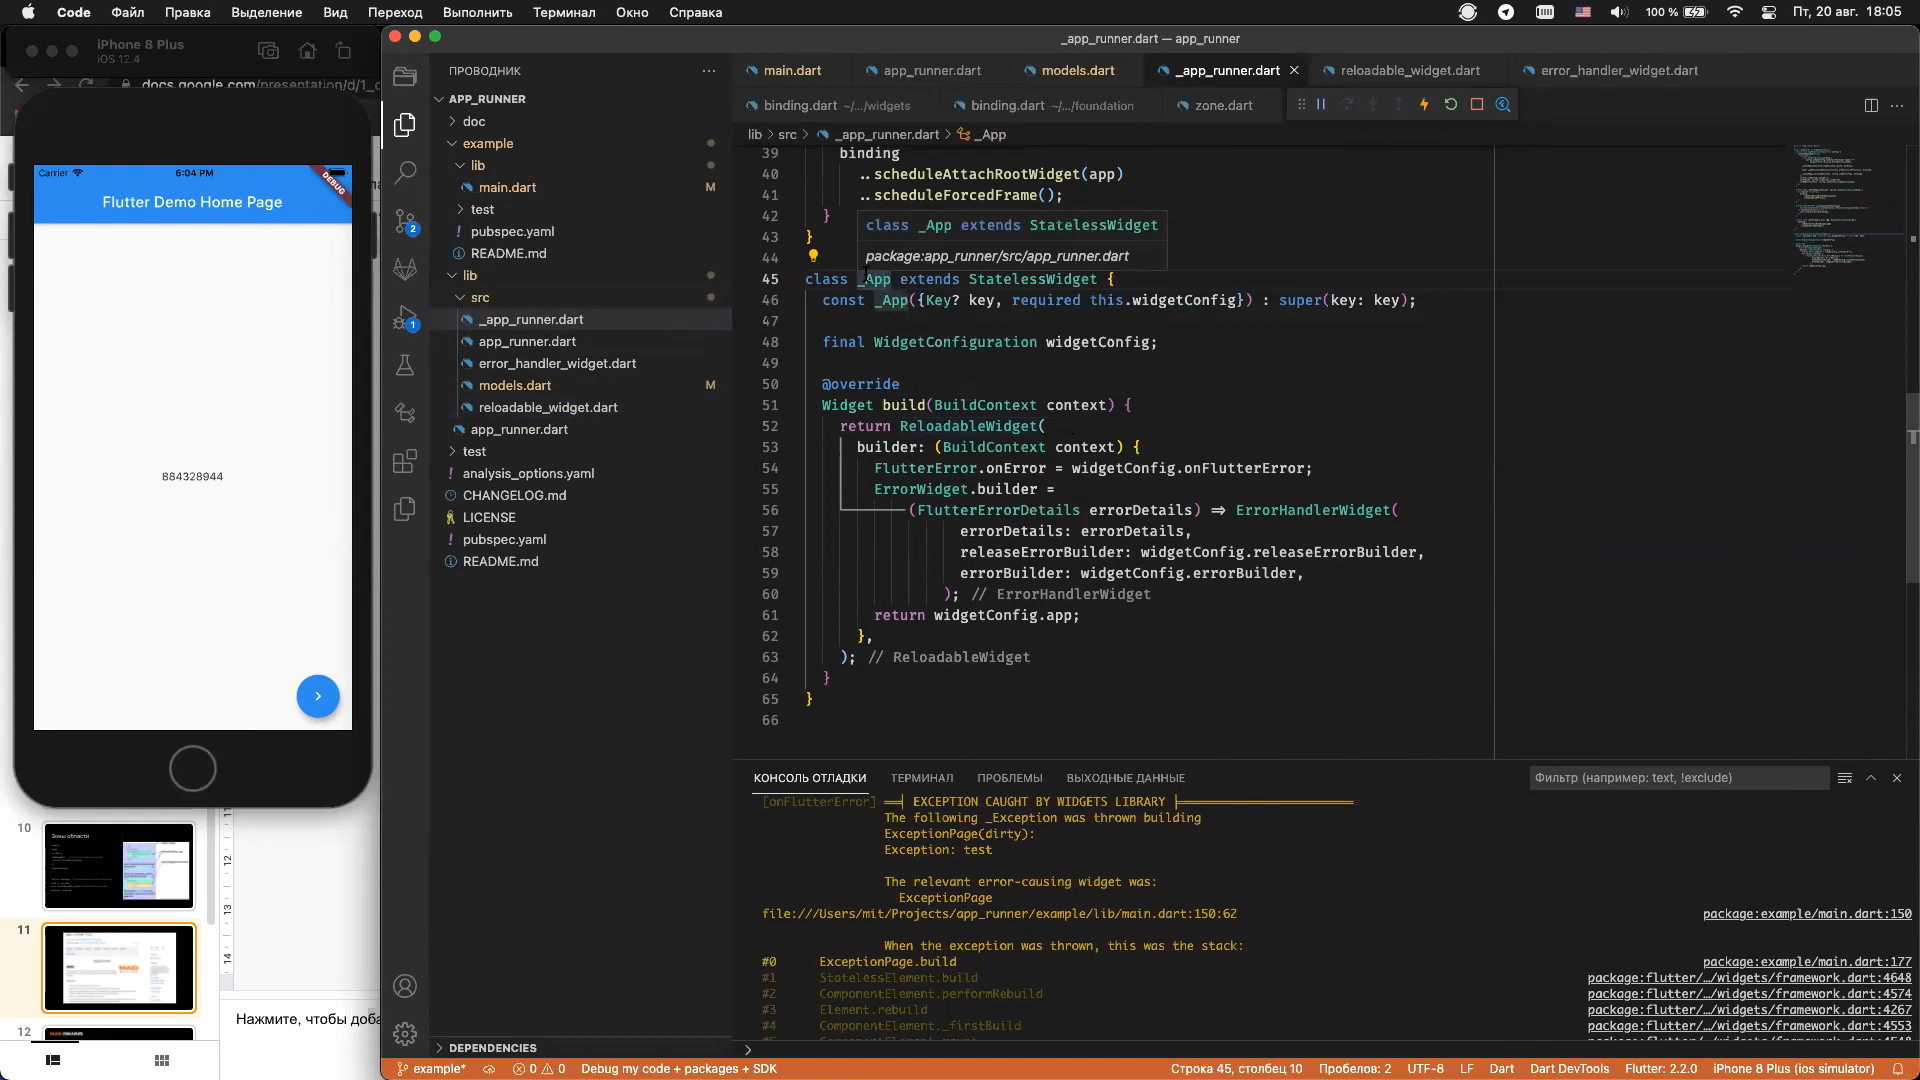 Code Файл Правка Выделение Вид Переход Выполнить Терминал Окно Справка
100 % Пт, 20 авг. 18:05
iPhone 8 Plus
iOS 12.4
docs.google.com/presentation/d/1_c
Carrier 6:04 PM
DEBUG
Flutter Demo Home Page
884328944
10
Зоны области
11
12
12
13
14
Нажмите, чтобы доба
_app_runner.dart — app_runner
ПРОВОДНИК
APP_RUNNER
doc
example
lib
main.dart M
test
pubspec.yaml
README.md
lib
src
_app_runner.dart
app_runner.dart
error_handler_widget.dart
models.dart M
reloadable_widget.dart
app_runner.dart
test
analysis_options.yaml
CHANGELOG.md
LICENSE
pubspec.yaml
README.md
DEPENDENCIES
2
1
main.dart app_runner.dart models.dart _app_runner.dart reloadable_widget.dart error_handler_widget.dart
binding.dart ~/.../widgets binding.dart ~/.../foundation zone.dart
lib > src > _app_runner.dart > _App
39 binding
40 ..scheduleAttachRootWidget(app)
41 ..scheduleForcedFrame();
42 }
43 }
44
class _App extends StatelessWidget
package:app_runner/src/app_runner.dart
45 class _App extends StatelessWidget {
46 const _App({Key? key, required this.widgetConfig}) : super(key: key);
47
48 final WidgetConfiguration widgetConfig;
49
50 @override
51 Widget build(BuildContext context) {
52 return ReloadableWidget(
53 builder: (BuildContext context) {
54 FlutterError.onError = widgetConfig.onFlutterError;
55 ErrorWidget.builder =
56 (FlutterErrorDetails errorDetails) => ErrorHandlerWidget(
57 errorDetails: errorDetails,
58 releaseErrorBuilder: widgetConfig.releaseErrorBuilder,
59 errorBuilder: widgetConfig.errorBuilder,
60 ); // ErrorHandlerWidget
61 return widgetConfig.app;
62 },
63 ); // ReloadableWidget
64 }
65 }
66
КОНСОЛЬ ОТЛАДКИ ТЕРМИНАЛ ПРОБЛЕМЫ ВЫХОДНЫЕ ДАННЫЕ Фильтр (например: text, !exclude)
[onFlutterError] ══╡ EXCEPTION CAUGHT BY WIDGETS LIBRARY ╞══
The following _Exception was thrown building
ExceptionPage(dirty):
Exception: test
The relevant error-causing widget was:
ExceptionPage
file:///Users/mit/Projects/app_runner/example/lib/main.dart:150:62 package:example/main.dart:150
When the exception was thrown, this was the stack:
#0 ExceptionPage.build package:example/main.dart:177
#1 StatelessElement.build package:flutter/…/widgets/framework.dart:4648
#2 ComponentElement.performRebuild package:flutter/…/widgets/framework.dart:4574
#3 Element.rebuild package:flutter/…/widgets/framework.dart:4267
#4 ComponentElement._firstBuild package:flutter/…/widgets/framework.dart:4553
example* 0 0 Debug my code + packages + SDK Строка 45, столбец 10 Пробелов: 2 UTF-8 LF Dart Dart DevTools Flutter: 2.2.0 iPhone 8 Plus (ios simulator)